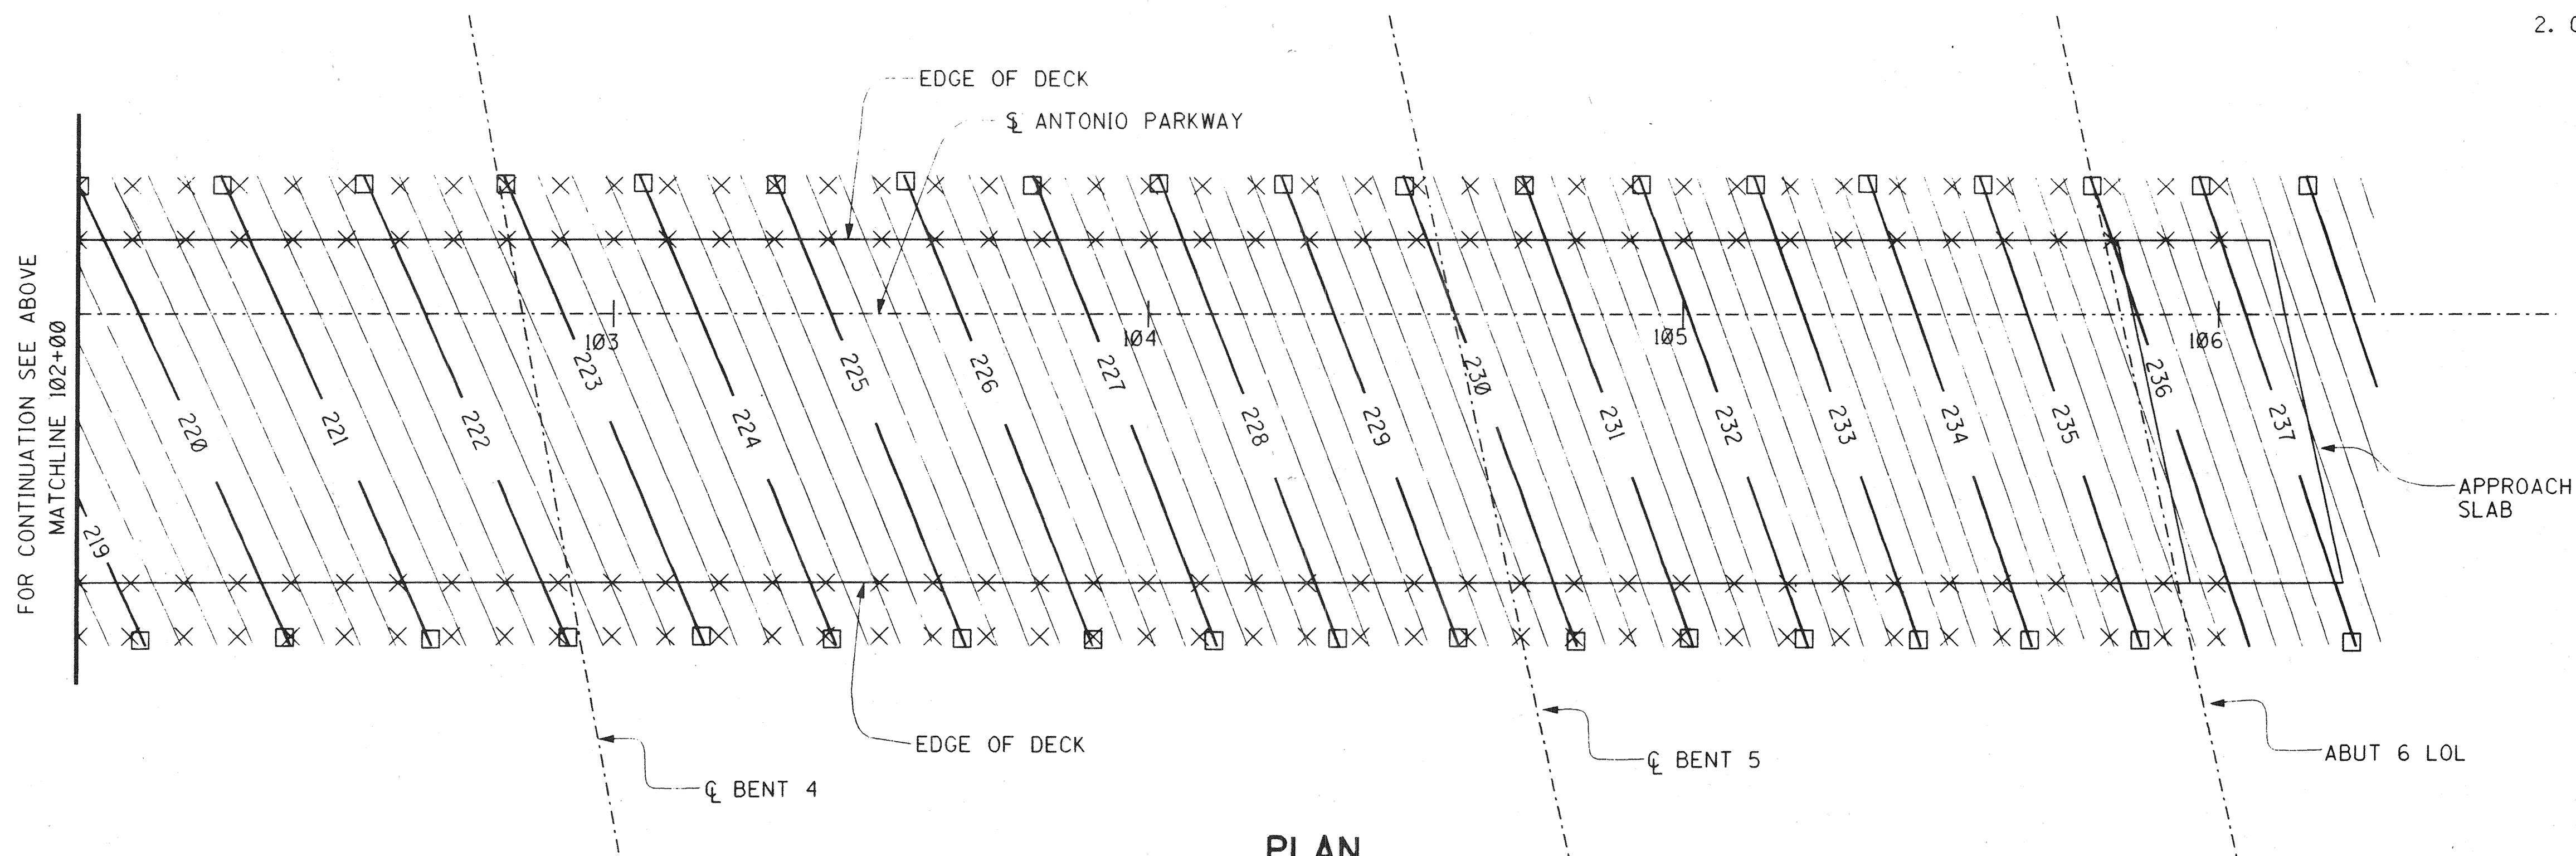 2.
EDGE OF DECK
℄ ANTONIO PARKWAY
FOR CONTINUATION SEE ABOVE
MATCHLINE 102+00
103
104
105
106
219
220
221
222
223
224
225
226
227
228
229
230
231
232
233
234
235
236
237
APPROACH
SLAB
EDGE OF DECK
℄ BENT 4
℄ BENT 5
ABUT 6 LOL
PLAN